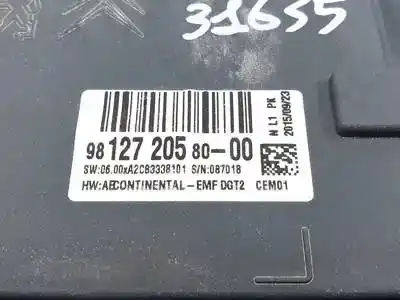 31655
N L1 PK
2015/09/23
98 127 205 80-00
SW:06.00xA2C83338101 S/N:087018
HW:AECONTINENTAL-EMF DGT2 CEM01